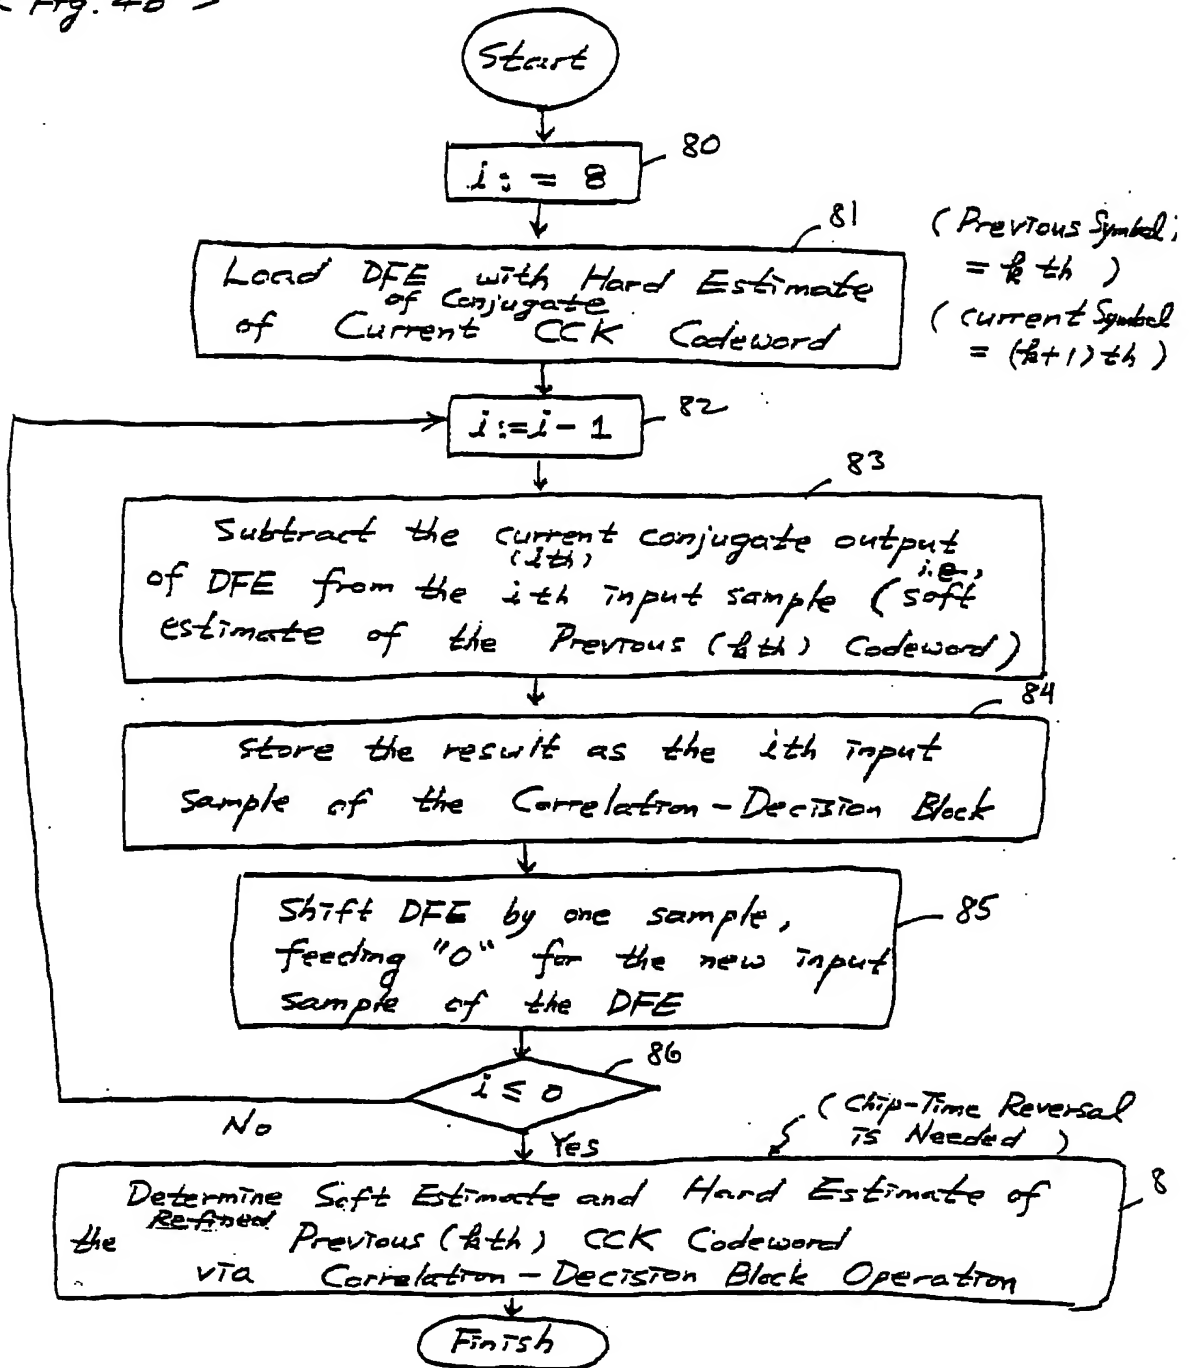 < Fig. 4b >
Start
80
i := 8
81
( Previous Symbol ;
= k th )
( current Symbol
= (k+1) th )
Load DFE with Hard Estimate
of Conjugate
of Current CCK Codeword
82
i := i - 1
83
Subtract the current conjugate output
(ith) i.e.,
of DFE from the ith input sample ( soft
estimate of the Previous (kth) Codeword )
84
Store the result as the ith input
sample of the Correlation-Decision Block
85
Shift DFE by one sample,
feeding "0" for the new input
sample of the DFE
86
i ≤ 0
No
Yes
( Chip-Time Reversal
is Needed )
8
Determine Soft Estimate and Hard Estimate of
Refined
the Previous (kth) CCK Codeword
via Correlation-Decision Block Operation
Finish